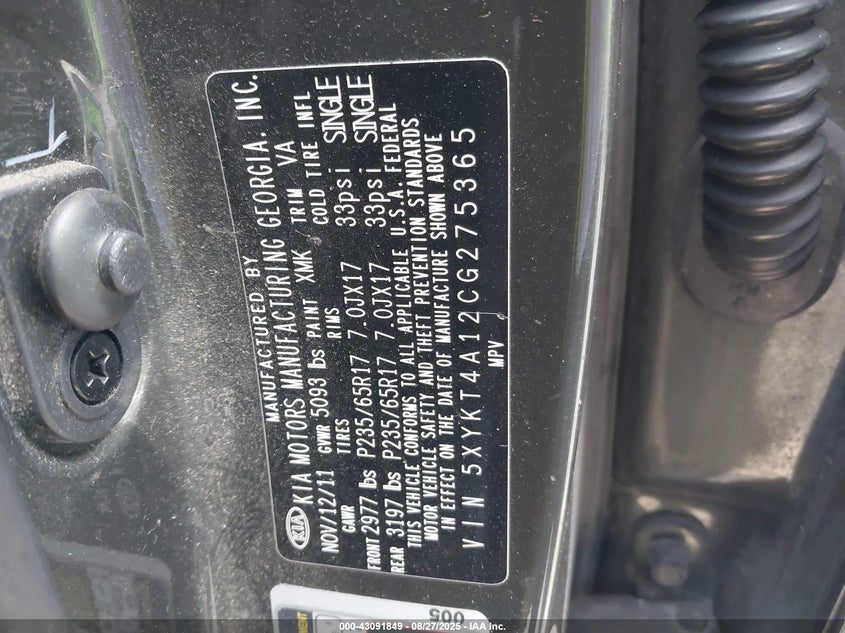 MANUFACTURED BY
KIA KIA MOTORS MANUFACTURING GEORGIA, INC.
NOV/12/11 GVWR 5093 lbs PAINT XMK TRIM VA
GAWR TIRES RIMS COLD TIRE INFL
FRONT 2977 lbs P235/65R17 7.0JX17 33psi SINGLE
REAR 3197 lbs P235/65R17 7.0JX17 33psi SINGLE
THIS VEHICLE CONFORMS TO ALL APPLICABLE U.S.A. FEDERAL
MOTOR VEHICLE SAFETY AND THEFT PREVENTION STANDARDS
IN EFFECT ON THE DATE OF MANUFACTURE SHOWN ABOVE
VIN 5XYKT4A12CG275365
MPV
005
000-43091849 - 08/27/2025 - IAA Inc.